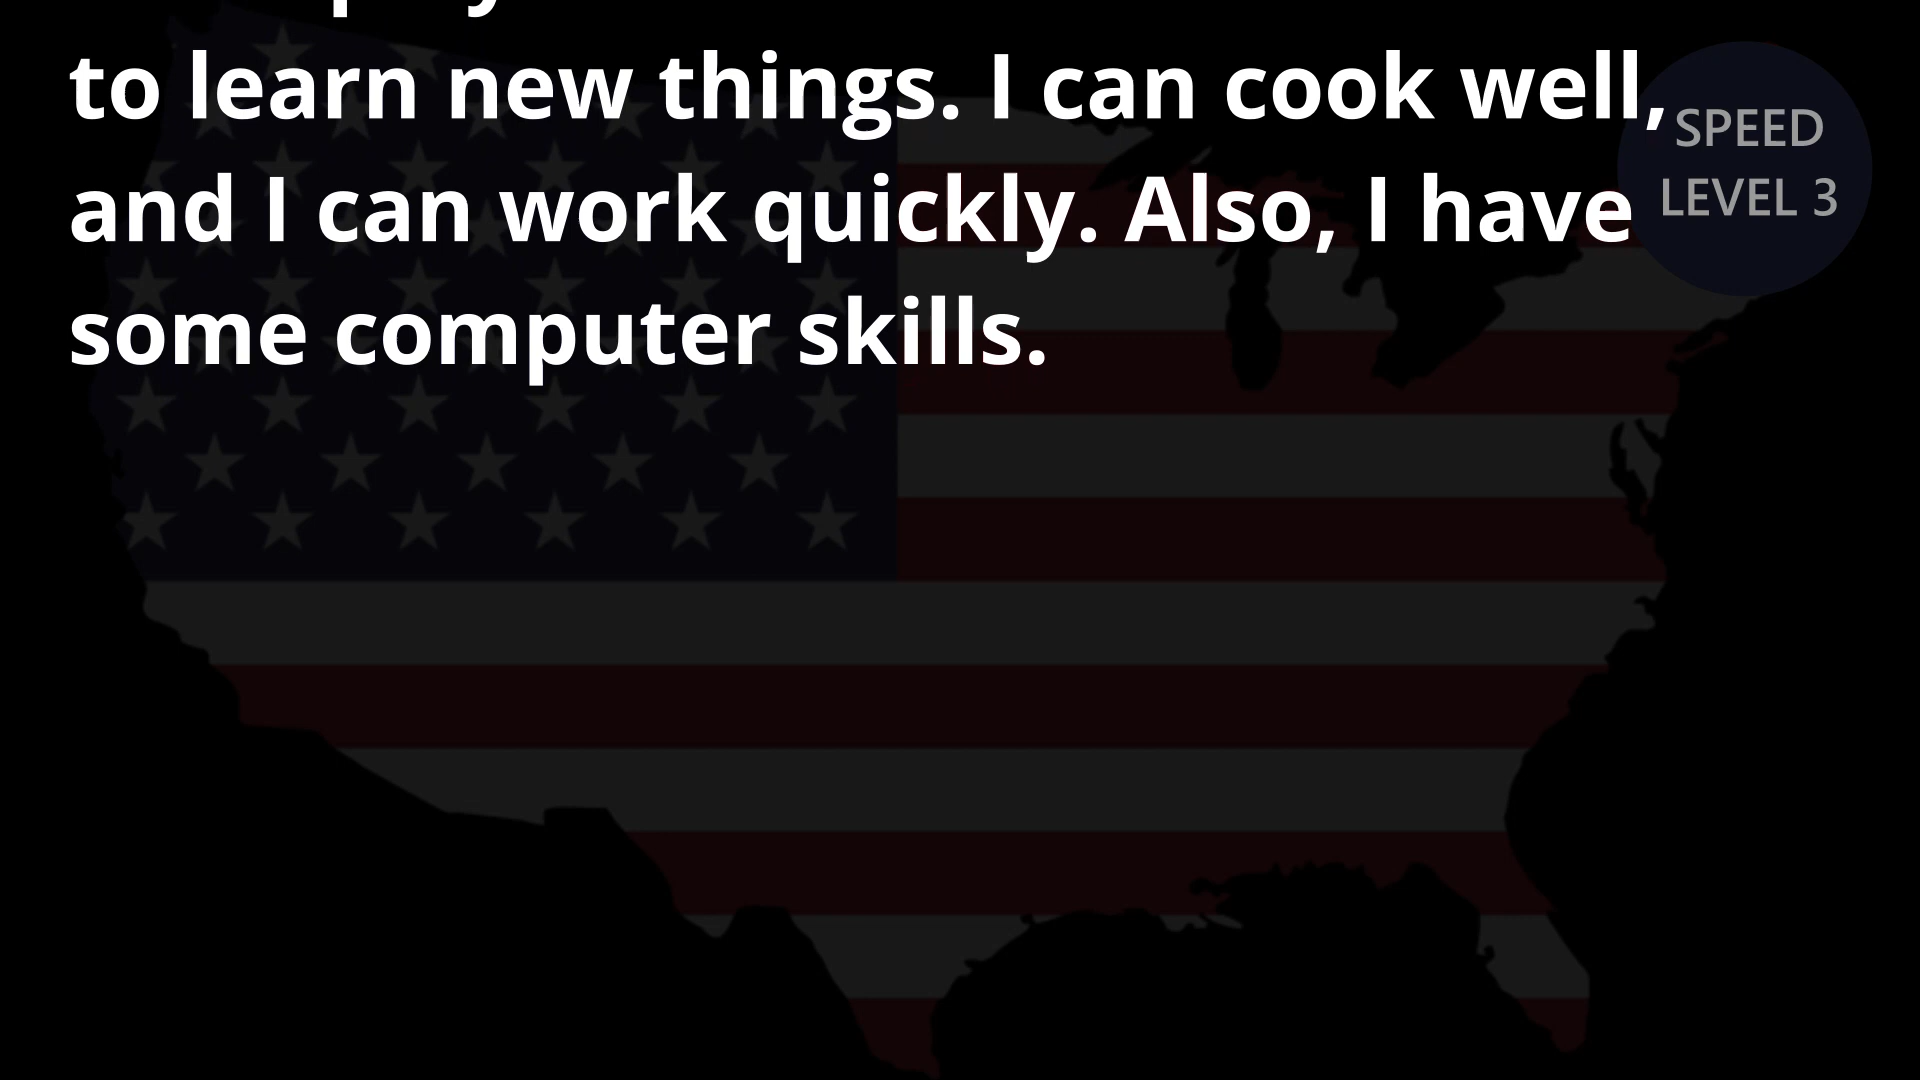 to learn new things. I can cook well,
and I can work quickly. Also, I have
some computer skills.
SPEED
LEVEL 3